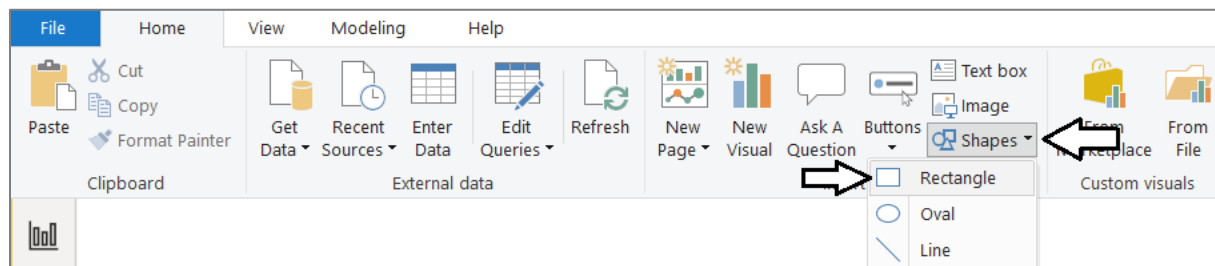 File Home View Modeling Help
Paste
Cut
Copy
Format Painter
Clipboard
Get Data
Recent Sources
Enter Data
Edit Queries
Refresh
External data
New Page
New Visual
Ask A Question
Buttons
Text box
Image
Shapes
Rectangle
Oval
Line
From
From File
Custom visuals